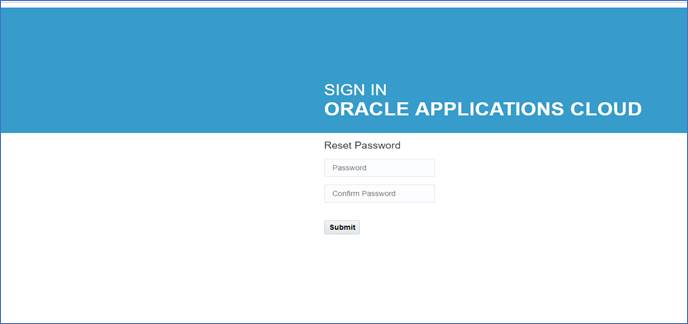 SIGN IN
ORACLE APPLICATIONS CLOUD
Reset Password
Password
Confirm Password
Submit